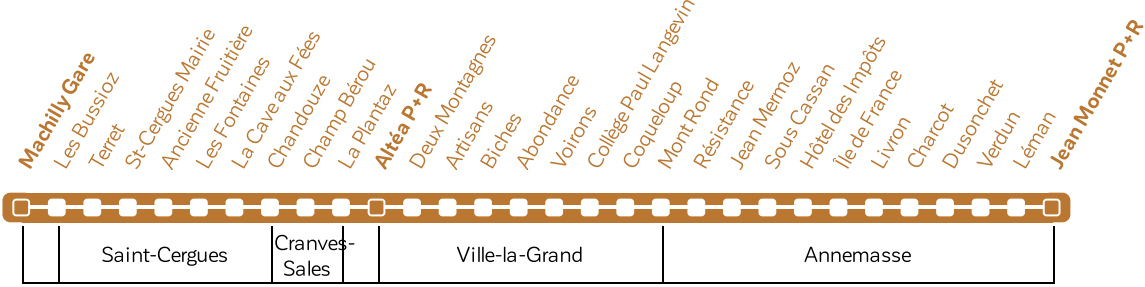 Machilly Gare
Les Bussioz
Terret
St-Cergues Mairie
Ancienne Fruitière
Les Fontaines
La Cave aux Fées
Chandouze
Champ Bérou
La Plantaz
Altéa P+R
Deux Montagnes
Artisans
Biches
Abondance
Voirons
Collège Paul Langevin
Coqueloup
Mont Rond
Résistance
Jean Mermoz
Sous Cassan
Hôtel des Impôts
Île de France
Livron
Charcot
Dusonchet
Verdun
Léman
Jean Monnet P+R
Saint-Cergues
Cranves-
Sales
Ville-la-Grand
Annemasse